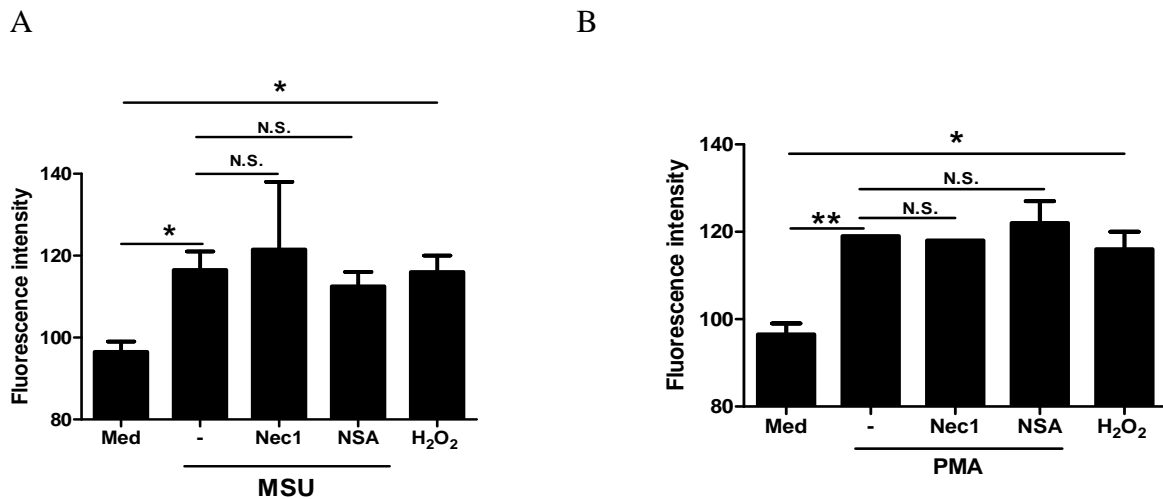 A
*
N.S.
N.S.
*
Fluorescence intensity
140
120
100
80
Med
-
Nec1
NSA
H₂O₂
MSU
B
*
N.S.
**
N.S.
Fluorescence intensity
140
120
100
80
Med
-
Nec1
NSA
H₂O₂
PMA